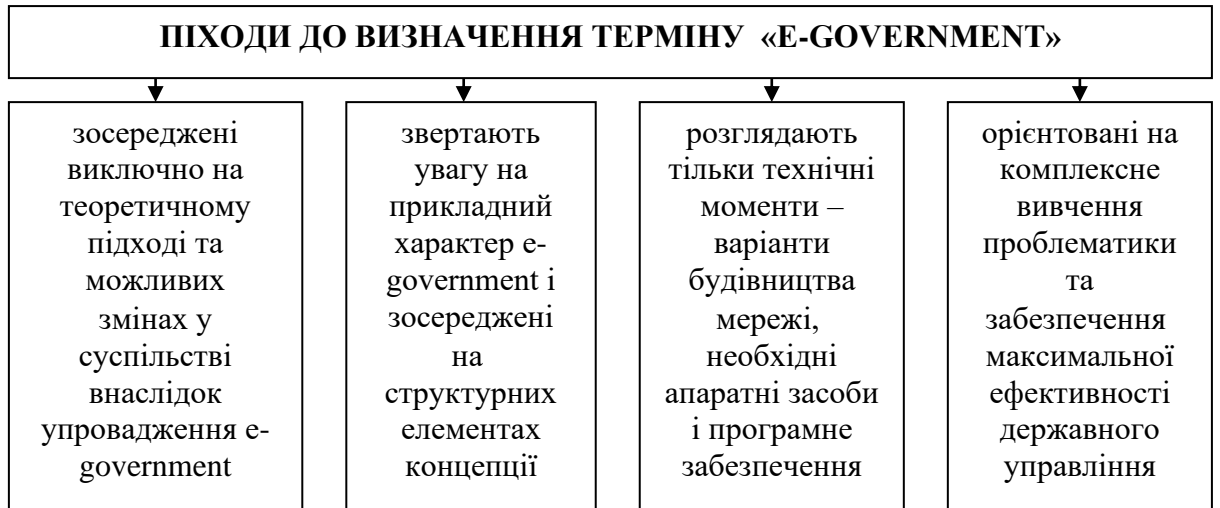 ПІХОДИ ДО ВИЗНАЧЕННЯ ТЕРМІНУ «E-GOVERNMENT»
зосереджені
виключно на
теоретичному
підході та
можливих
змінах у
суспільстві
внаслідок
упровадження e-
government
звертають
увагу на
прикладний
характер e-
government і
зосереджені
на
структурних
елементах
концепції
розглядають
тільки технічні
моменти –
варіанти
будівництва
мережі,
необхідні
апаратні засоби
і програмне
забезпечення
орієнтовані на
комплексне
вивчення
проблематики
та
забезпечення
максимальної
ефективності
державного
управління